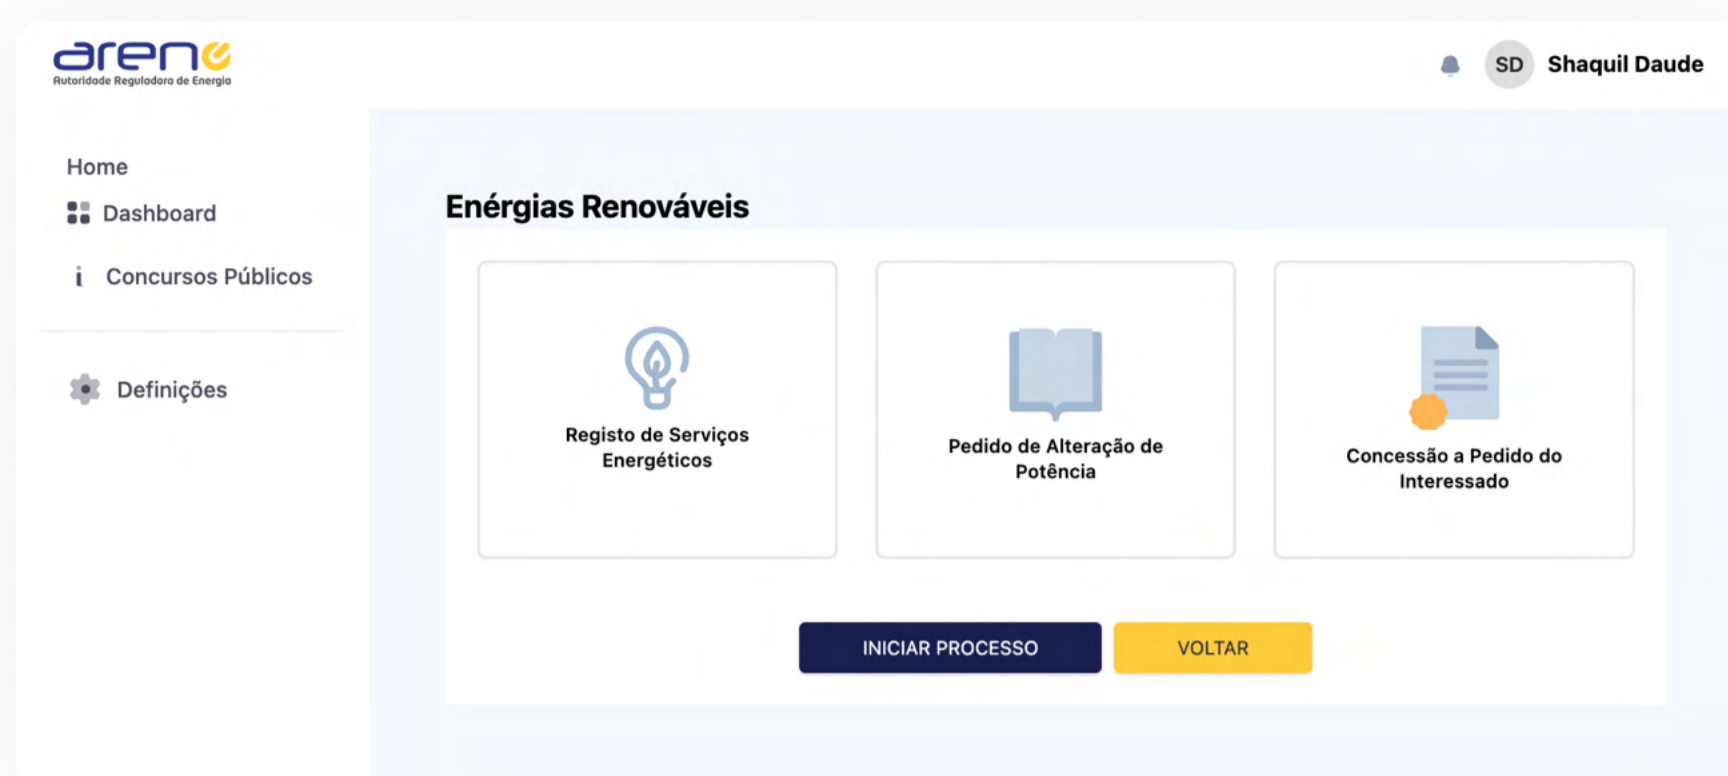 arene
Autoridade Reguladora de Energia
SD Shaquil Daude
Home
Dashboard
Concursos Públicos
Definições
Enérgias Renováveis
Registo de Serviços
Energéticos
Pedido de Alteração de
Potência
Concessão a Pedido do
Interessado
INICIAR PROCESSO
VOLTAR